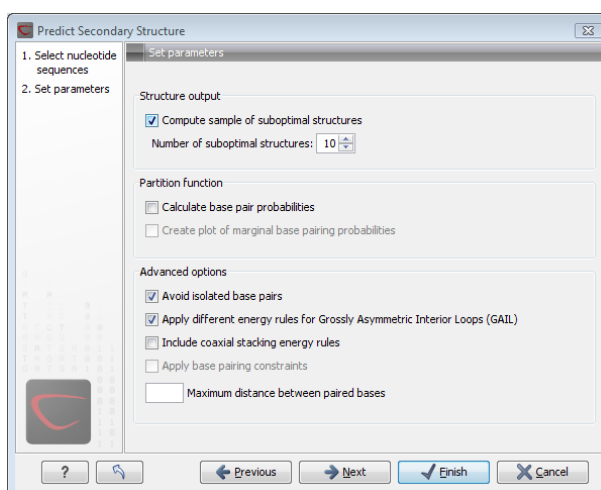 Predict Secondary Structure
1. Select nucleotide
sequences
2. Set parameters
Set parameters
Structure output
Compute sample of suboptimal structures
Number of suboptimal structures: 10
Partition function
Calculate base pair probabilities
Create plot of marginal base pairing probabilities
Advanced options
Avoid isolated base pairs
Apply different energy rules for Grossly Asymmetric Interior Loops (GAIL)
Include coaxial stacking energy rules
Apply base pairing constraints
Maximum distance between paired bases
? Previous Next Finish Cancel